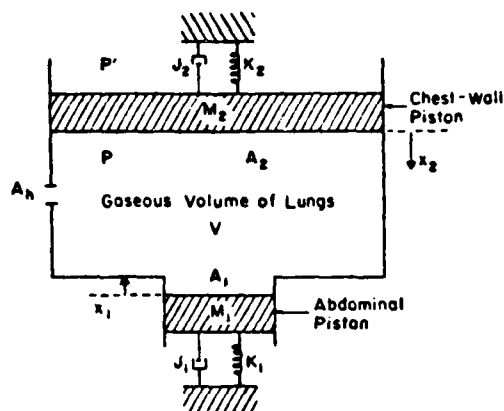 P'
J₂
K₂
M₂
Chest-Wall
Piston
P
A₂
x₂
Aₕ
Gaseous Volume of Lungs
V
A₁
x₁
M₁
Abdominal
Piston
J₁
K₁